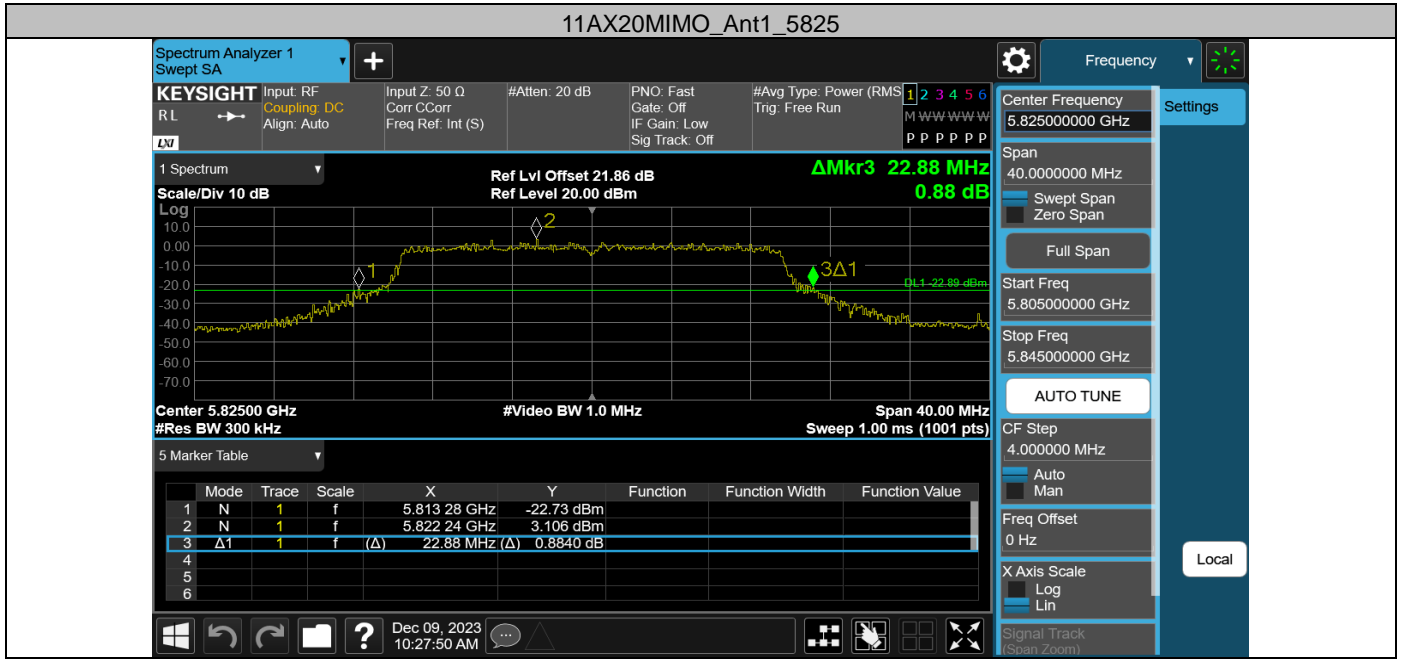 11AX20MIMO_Ant1_5825
Spectrum Analyzer 1
Swept SA
Frequency
KEYSIGHT
RL
LXI
Input: RF
Coupling: DC
Align: Auto
Input Z: 50 Ω
Corr CCorr
Freq Ref: Int (S)
#Atten: 20 dB
PNO: Fast
Gate: Off
IF Gain: Low
Sig Track: Off
#Avg Type: Power (RMS
Trig: Free Run
1 2 3 4 5 6
M W W W W W
P P P P P P
1 Spectrum
Scale/Div 10 dB
Ref Lvl Offset 21.86 dB
Ref Level 20.00 dBm
ΔMkr3 22.88 MHz
0.88 dB
Log
10.0
0.00
-10.0
-20.0
-30.0
-40.0
-50.0
-60.0
-70.0
1
2
3Δ1
DL1 -22.89 dBm
Center 5.82500 GHz
#Video BW 1.0 MHz
Span 40.00 MHz
#Res BW 300 kHz
Sweep 1.00 ms (1001 pts)
5 Marker Table
Mode Trace Scale X Y Function Function Width Function Value
1 N 1 f 5.813 28 GHz -22.73 dBm
2 N 1 f 5.822 24 GHz 3.106 dBm
3 Δ1 1 f (Δ) 22.88 MHz (Δ) 0.8840 dB
4
5
6
Dec 09, 2023
10:27:50 AM
Center Frequency
5.825000000 GHz
Settings
Span
40.0000000 MHz
Swept Span
Zero Span
Full Span
Start Freq
5.805000000 GHz
Stop Freq
5.845000000 GHz
AUTO TUNE
CF Step
4.000000 MHz
Auto
Man
Freq Offset
0 Hz
X Axis Scale
Log
Lin
Signal Track
(Span Zoom)
Local